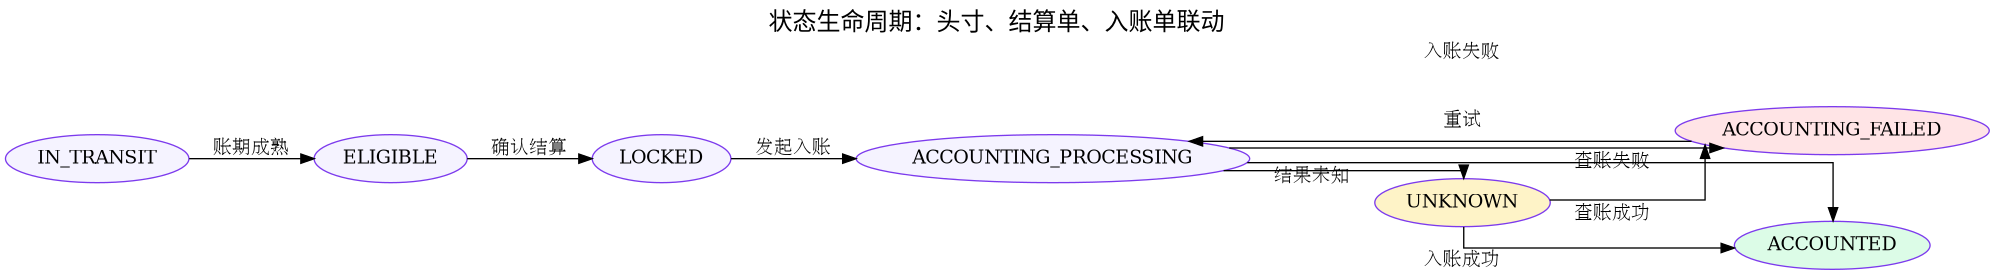 状态生命周期：头寸、结算单、入账单联动
入账失败
重试
ACCOUNTING_FAILED
IN_TRANSIT
账期成熟
ELIGIBLE
确认结算
LOCKED
发起入账
ACCOUNTING_PROCESSING
查账失败
结果未知
UNKNOWN
查账成功
ACCOUNTED
入账成功